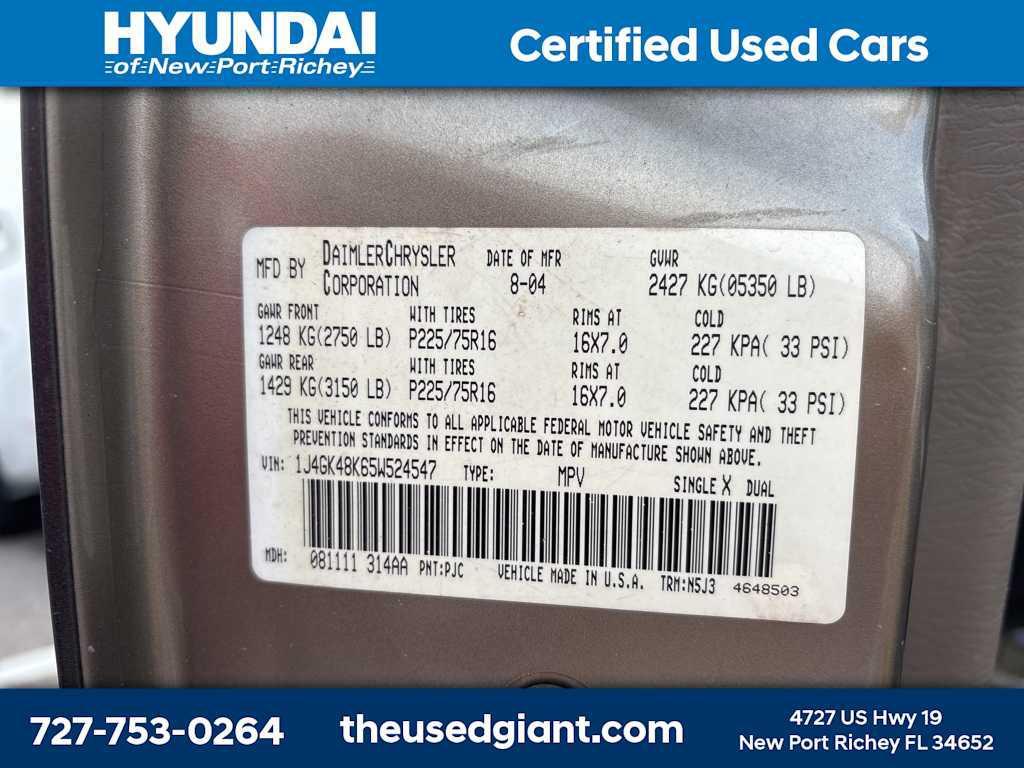 HYUNDAI
of New Port Richey
Certified Used Cars
MFD BY DAIMLERCHRYSLER CORPORATION
DATE OF MFR 8-04
GVWR 2427 KG(05350 LB)
GAWR FRONT WITH TIRES RIMS AT COLD
1248 KG(2750 LB) P225/75R16 16X7.0 227 KPA( 33 PSI)
GAWR REAR WITH TIRES RIMS AT COLD
1429 KG(3150 LB) P225/75R16 16X7.0 227 KPA( 33 PSI)
THIS VEHICLE CONFORMS TO ALL APPLICABLE FEDERAL MOTOR VEHICLE SAFETY AND THEFT
PREVENTION STANDARDS IN EFFECT ON THE DATE OF MANUFACTURE SHOWN ABOVE.
VIN: 1J4GK48K65W524547 TYPE: MPV SINGLE X DUAL
MDH: 081111 314AA PNT:PJC VEHICLE MADE IN U.S.A. TRM:N5J3 4648503
727-753-0264
theusedgiant.com
4727 US Hwy 19
New Port Richey FL 34652